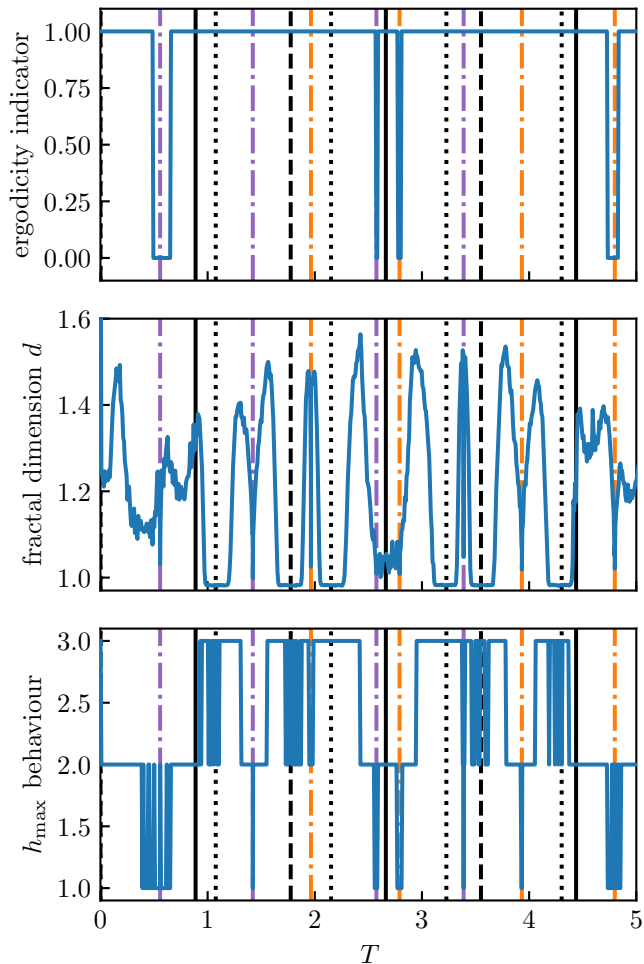 1.00
0.75
0.50
0.25
0.00
ergodicity indicator
1.6
1.4
1.2
1.0
fractal dimension d
3.0
2.5
2.0
1.5
1.0
h_max behaviour
0 1 2 3 4 5
T